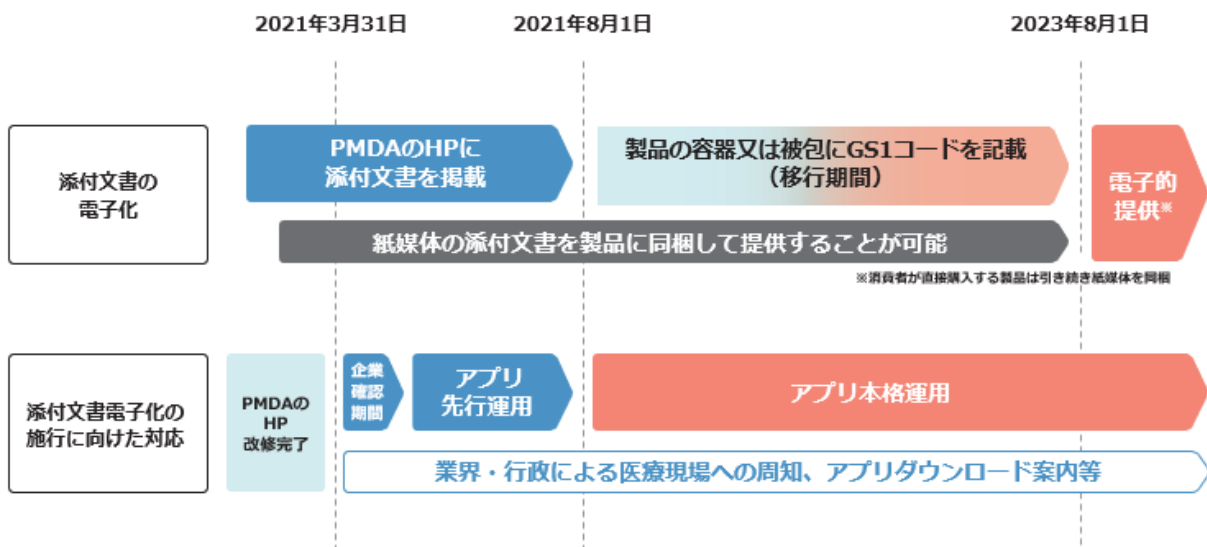 2021年3月31日
2021年8月1日
2023年8月1日
添付文書の
電子化
PMDAのHPに
添付文書を掲載
製品の容器又は被包にGS1コードを記載
（移行期間）
電子的
提供※
紙媒体の添付文書を製品に同梱して提供することが可能
※消費者が直接購入する製品は引き続き紙媒体を同梱
添付文書電子化の
施行に向けた対応
PMDAの
HP
改修完了
企業
確認
期間
アプリ
先行運用
アプリ本格運用
業界・行政による医療現場への周知、アプリダウンロード案内等